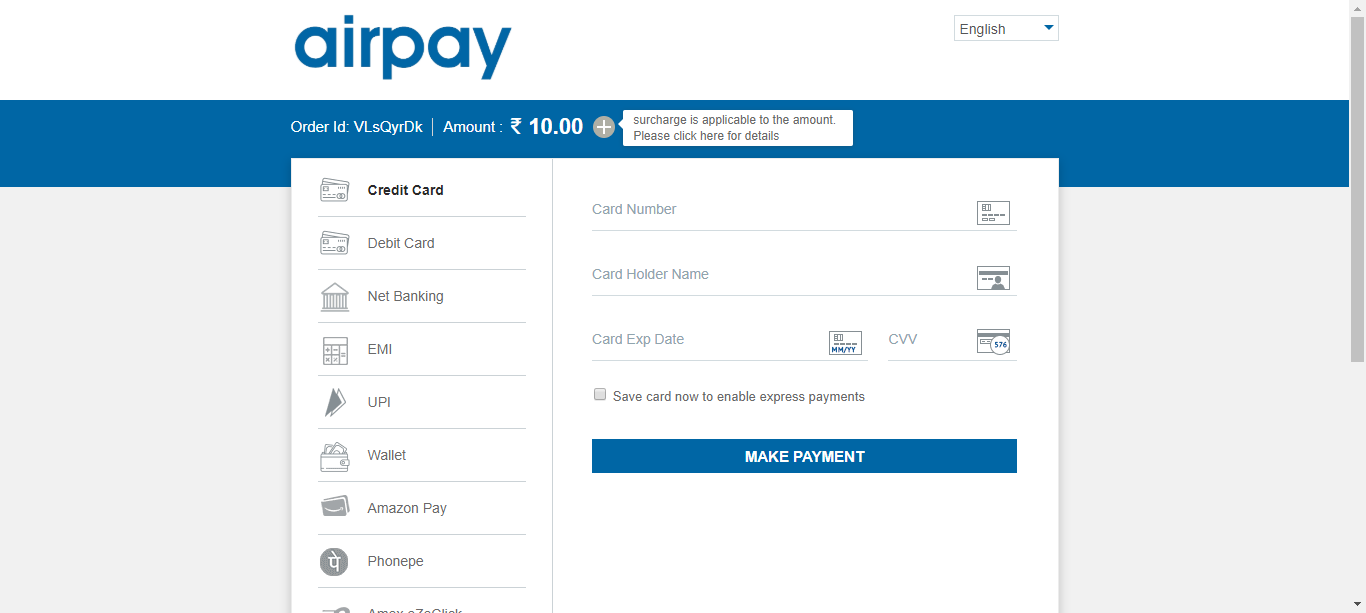 airpay
English
Order Id: VLsQyrDk
Amount : ₹ 10.00
surcharge is applicable to the amount.
Please click here for details
Credit Card
Debit Card
Net Banking
EMI
UPI
Wallet
Amazon Pay
पे
Phonepe
Amex eZeClick
Card Number
Card Holder Name
Card Exp Date
MM/YY
CVV
576
Save card now to enable express payments
MAKE PAYMENT